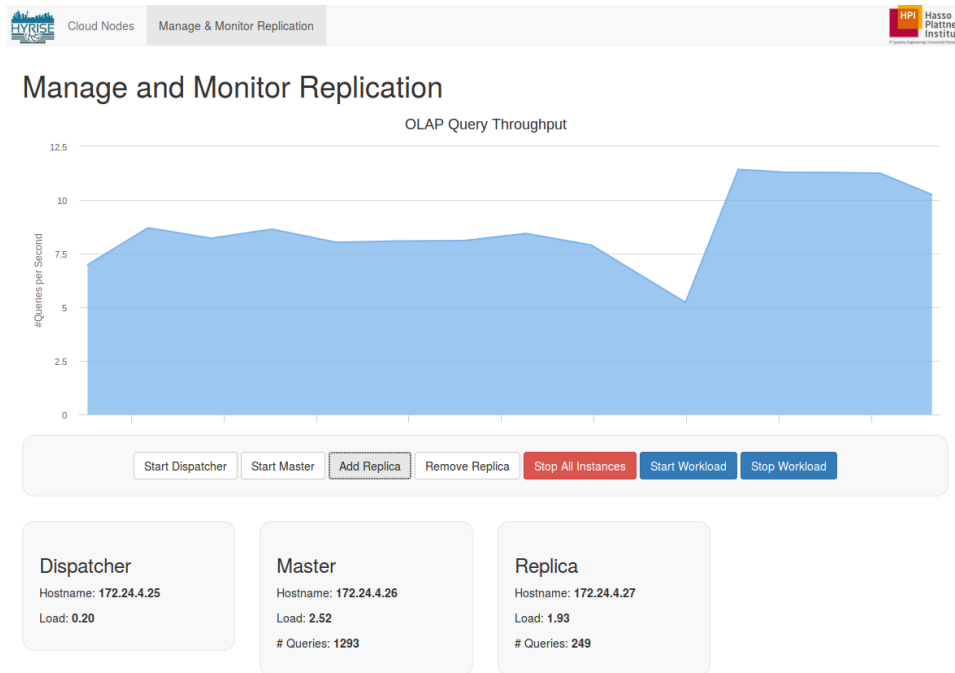 HYRISE Cloud Nodes Manage & Monitor Replication HPI Hasso
Plattne
Institu
Manage and Monitor Replication
OLAP Query Throughput
12.5
10
7.5
5
2.5
0
#Queries per Second
Start Dispatcher Start Master Add Replica Remove Replica Stop All Instances Start Workload Stop Workload
Dispatcher
Hostname: 172.24.4.25
Load: 0.20
Master
Hostname: 172.24.4.26
Load: 2.52
# Queries: 1293
Replica
Hostname: 172.24.4.27
Load: 1.93
# Queries: 249